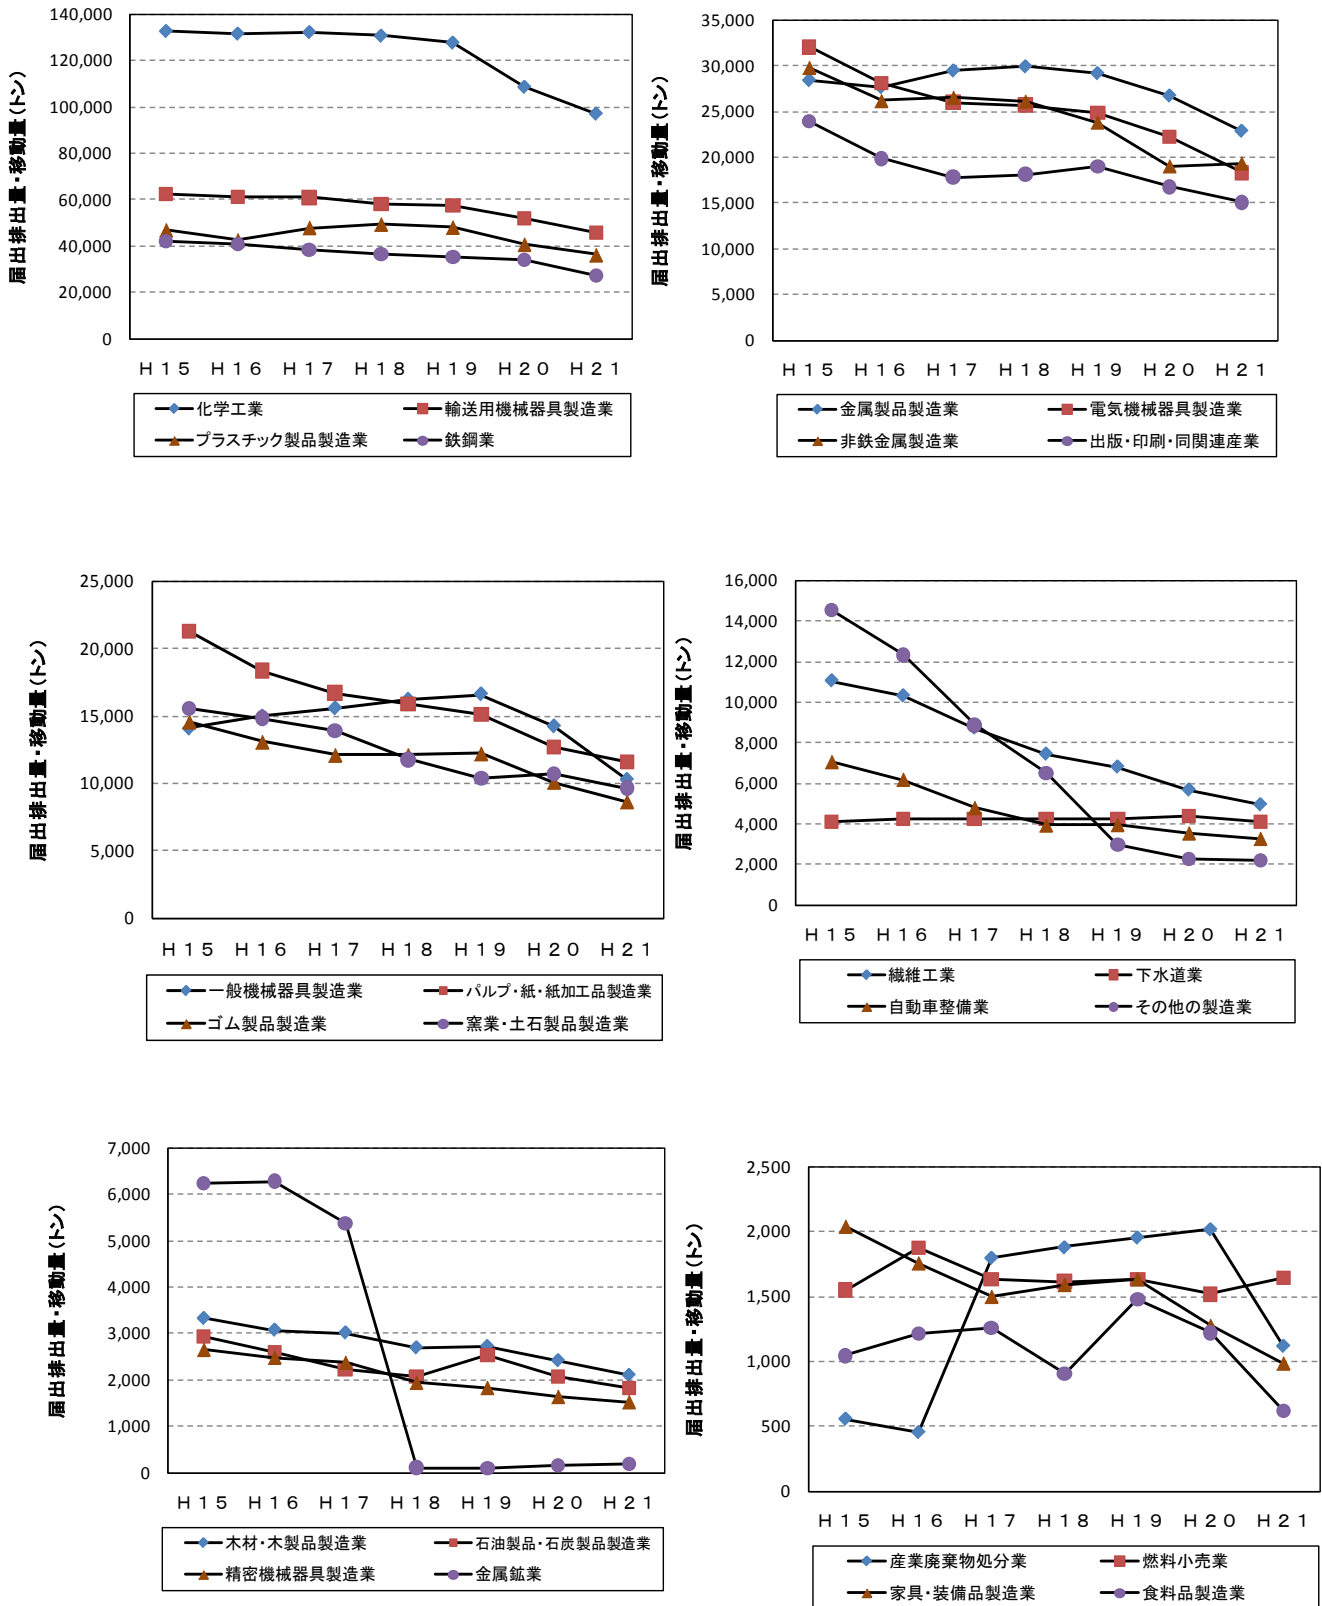 届出排出量・移動量(トン)
140,000
120,000
100,000
80,000
60,000
40,000
20,000
0
Ｈ１５ Ｈ１６ Ｈ１７ Ｈ１８ Ｈ１９ Ｈ２０ Ｈ２１
化学工業 輸送用機械器具製造業
プラスチック製品製造業 鉄鋼業
届出排出量・移動量(トン)
35,000
30,000
25,000
20,000
15,000
10,000
5,000
0
Ｈ１５ Ｈ１６ Ｈ１７ Ｈ１８ Ｈ１９ Ｈ２０ Ｈ２１
金属製品製造業 電気機械器具製造業
非鉄金属製造業 出版・印刷・同関連産業
届出排出量・移動量(トン)
25,000
20,000
15,000
10,000
5,000
0
Ｈ１５ Ｈ１６ Ｈ１７ Ｈ１８ Ｈ１９ Ｈ２０ Ｈ２１
一般機械器具製造業 パルプ・紙・紙加工品製造業
ゴム製品製造業 窯業・土石製品製造業
届出排出量・移動量(トン)
16,000
14,000
12,000
10,000
8,000
6,000
4,000
2,000
0
Ｈ１５ Ｈ１６ Ｈ１７ Ｈ１８ Ｈ１９ Ｈ２０ Ｈ２１
繊維工業 下水道業
自動車整備業 その他の製造業
届出排出量・移動量(トン)
7,000
6,000
5,000
4,000
3,000
2,000
1,000
0
Ｈ１５ Ｈ１６ Ｈ１７ Ｈ１８ Ｈ１９ Ｈ２０ Ｈ２１
木材・木製品製造業 石油製品・石炭製品製造業
精密機械器具製造業 金属鉱業
届出排出量・移動量(トン)
2,500
2,000
1,500
1,000
500
0
Ｈ１５ Ｈ１６ Ｈ１７ Ｈ１８ Ｈ１９ Ｈ２０ Ｈ２１
産業廃棄物処分業 燃料小売業
家具・装備品製造業 食料品製造業